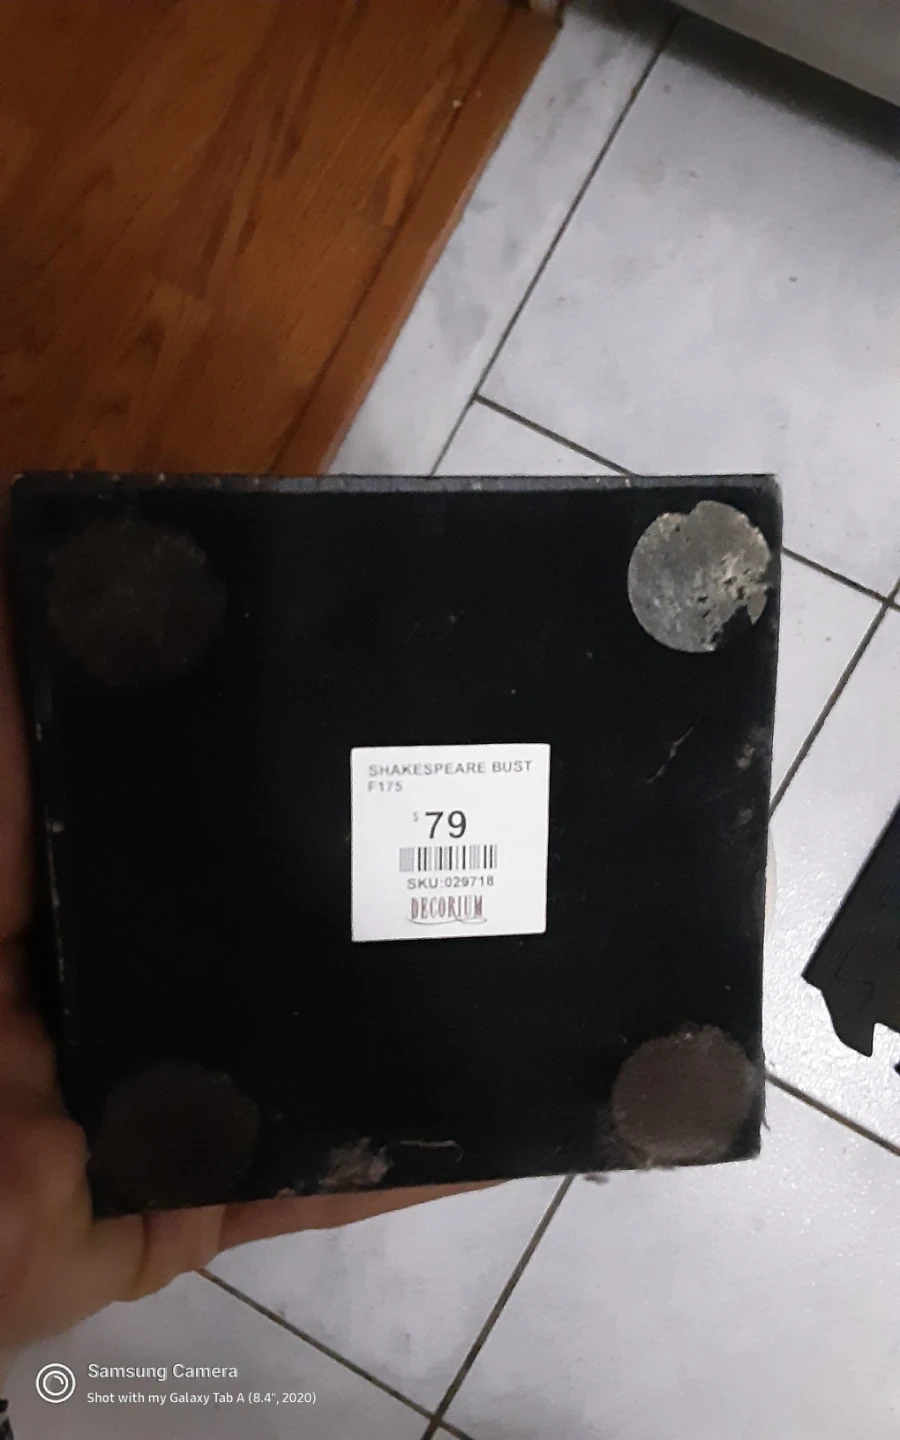 SHAKESPEARE BUST
F175
$79
SKU:029718
DECORIUM
Samsung Camera
Shot with my Galaxy Tab A (8.4", 2020)